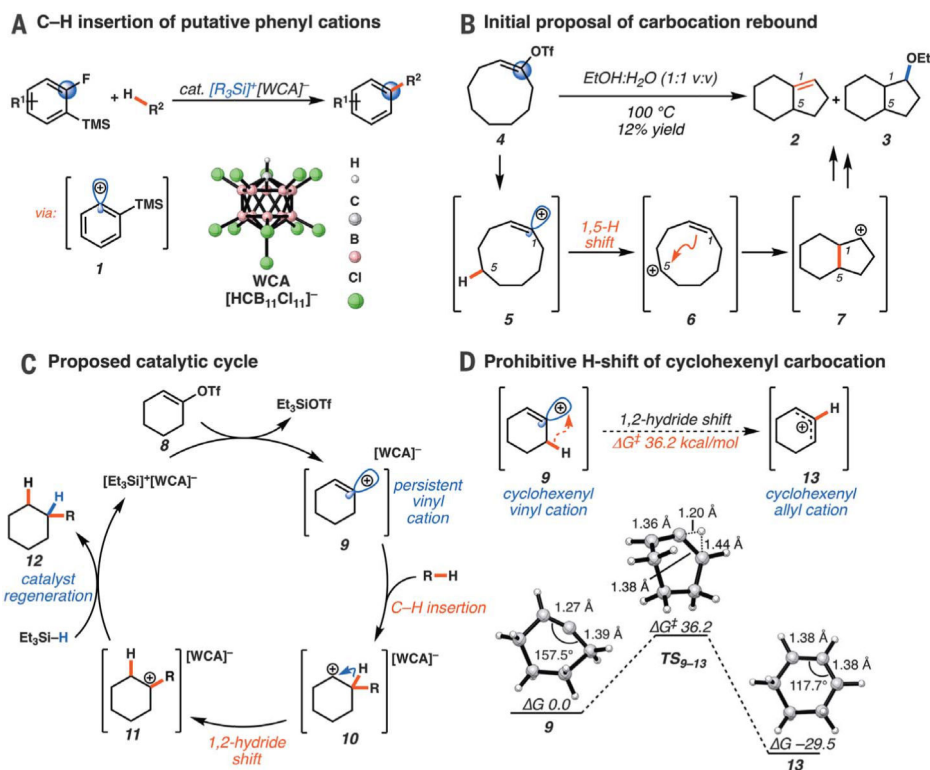 A C–H insertion of putative phenyl cations
R¹
F
TMS
+
H
R²
cat. [R₃Si]⁺[WCA]⁻
R¹
R²
via:
TMS
1
WCA
[HCB₁₁Cl₁₁]⁻
H
C
B
Cl
B Initial proposal of carbocation rebound
OTf
4
EtOH:H₂O (1:1 v:v)
100 °C
12% yield
1
5
2
+
OEt
1
5
3
H
5
1
5
1,5-H
shift
5
1
6
1
5
7
C Proposed catalytic cycle
OTf
8
Et₃SiOTf
[Et₃Si]⁺[WCA]⁻
[WCA]⁻
9
persistent
vinyl
cation
R–H
C–H insertion
[WCA]⁻
H
R
10
1,2-hydride
shift
[WCA]⁻
H
R
11
Et₃Si–H
H
H
R
12
catalyst
regeneration
D Prohibitive H-shift of cyclohexenyl carbocation
H
9
cyclohexenyl
vinyl cation
1,2-hydride shift
ΔG‡ 36.2 kcal/mol
H
13
cyclohexenyl
allyl cation
1.27 Å
1.39 Å
157.5°
ΔG 0.0
9
1.20 Å
1.36 Å
1.44 Å
1.38 Å
ΔG‡ 36.2
TS₉₋₁₃
1.38 Å
1.38 Å
117.7°
ΔG –29.5
13